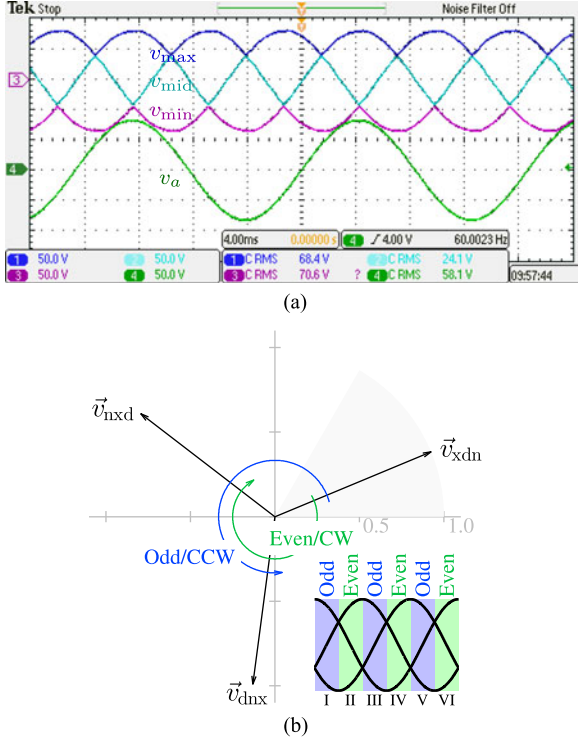 Tek Stop
Noise Filter Off
v_max
3
v_mid
v_min
4
v_a
4.00ms 0.00000 s 4 4.00 V 60.0023 Hz
1 50.0 V 2 50.0 V 1 C RMS 68.4 V 2 C RMS 24.1 V
3 50.0 V 4 50.0 V 3 C RMS 70.6 V ? 4 C RMS 58.1 V
09:57:44
(a)
v_nxd
v_xdn
0.5
1.0
Even/CW
Odd/CCW
Odd Even Odd Even Odd Even
v_dnx
I II III IV V VI
(b)